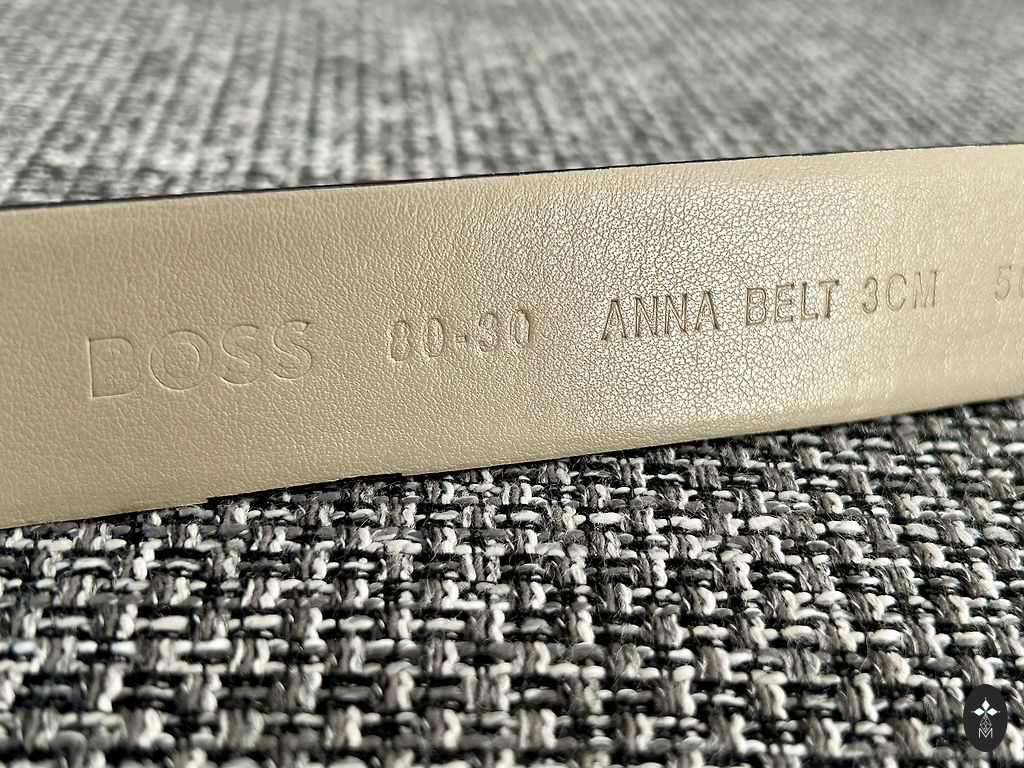 BOSS 80-30 ANNA BELT 3CM